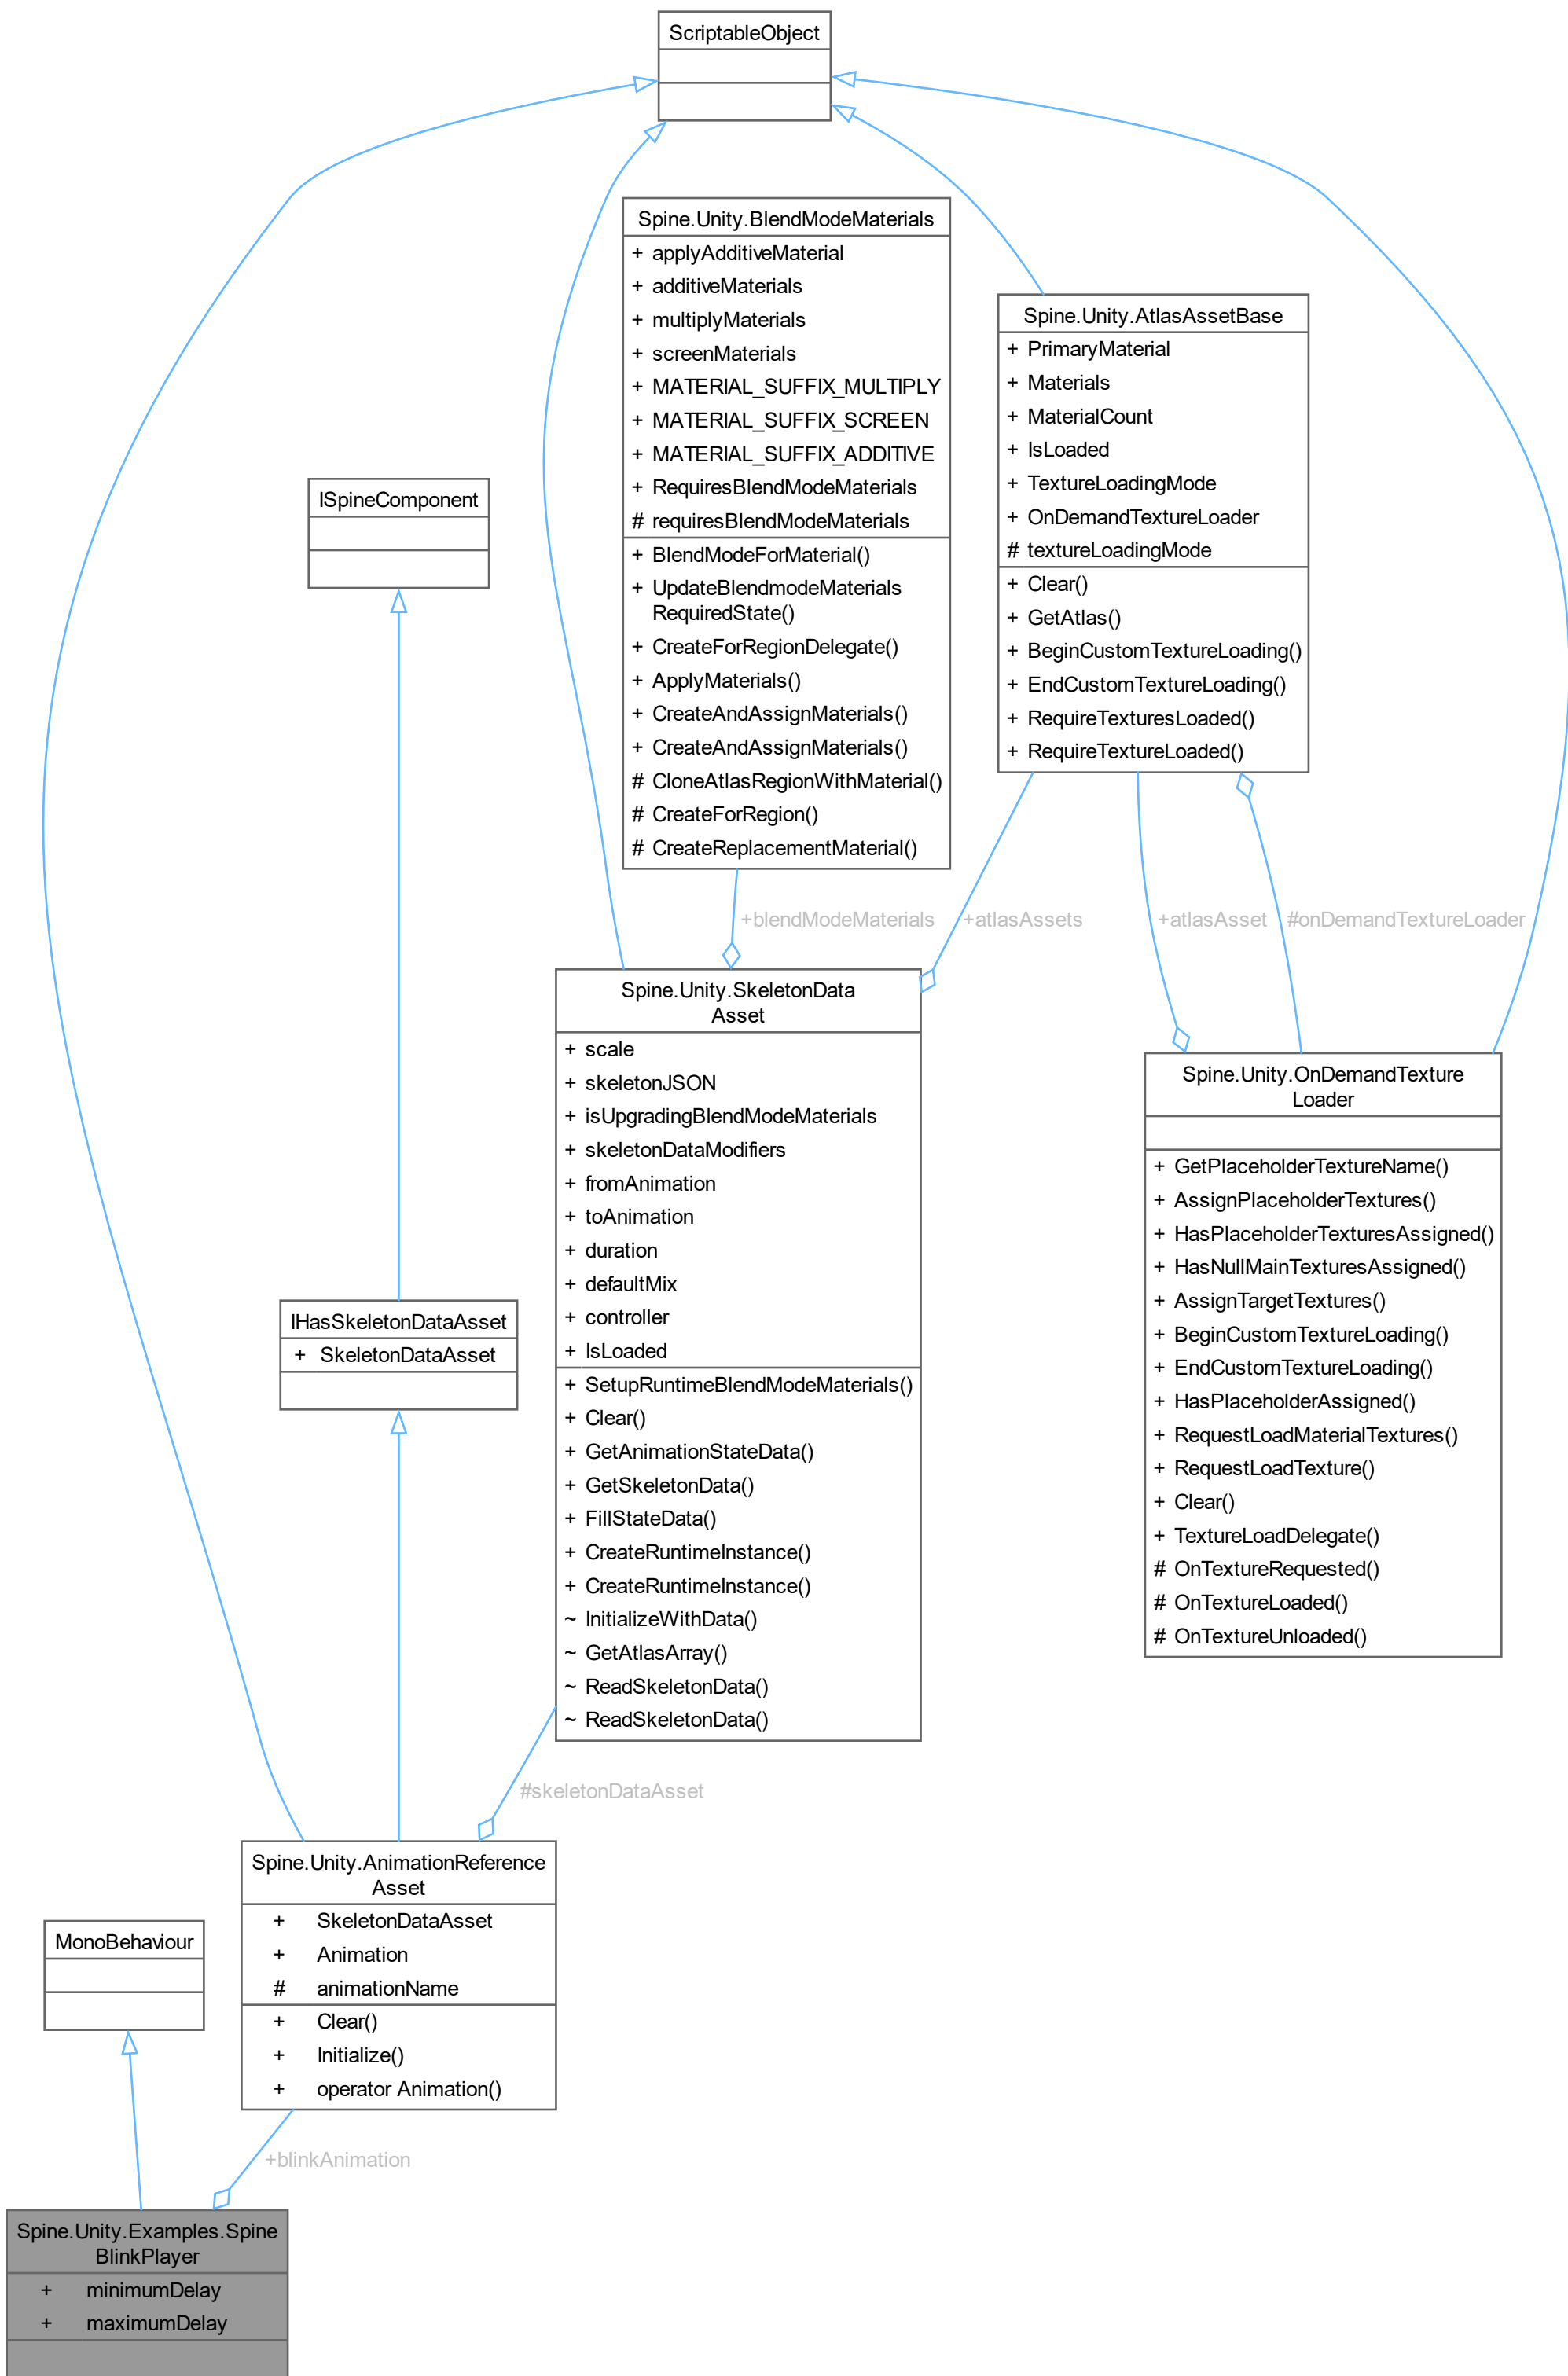 ScriptableObject
Spine.Unity.BlendModeMaterials
+ applyAdditiveMaterial
+ additiveMaterials
+ multiplyMaterials
+ screenMaterials
+ MATERIAL_SUFFIX_MULTIPLY
+ MATERIAL_SUFFIX_SCREEN
+ MATERIAL_SUFFIX_ADDITIVE
+ RequiresBlendModeMaterials
# requiresBlendModeMaterials
+ BlendModeForMaterial()
+ UpdateBlendmodeMaterials
RequiredState()
+ CreateForRegionDelegate()
+ ApplyMaterials()
+ CreateAndAssignMaterials()
+ CreateAndAssignMaterials()
# CloneAtlasRegionWithMaterial()
# CreateForRegion()
# CreateReplacementMaterial()
Spine.Unity.AtlasAssetBase
+ PrimaryMaterial
+ Materials
+ MaterialCount
+ IsLoaded
+ TextureLoadingMode
+ OnDemandTextureLoader
# textureLoadingMode
+ Clear()
+ GetAtlas()
+ BeginCustomTextureLoading()
+ EndCustomTextureLoading()
+ RequireTexturesLoaded()
+ RequireTextureLoaded()
ISpineComponent
+blendModeMaterials
+atlasAssets
+atlasAsset
#onDemandTextureLoader
Spine.Unity.SkeletonData
Asset
+ scale
+ skeletonJSON
+ isUpgradingBlendModeMaterials
+ skeletonDataModifiers
+ fromAnimation
+ toAnimation
+ duration
+ defaultMix
+ controller
+ IsLoaded
+ SetupRuntimeBlendModeMaterials()
+ Clear()
+ GetAnimationStateData()
+ GetSkeletonData()
+ FillStateData()
+ CreateRuntimeInstance()
+ CreateRuntimeInstance()
~ InitializeWithData()
~ GetAtlasArray()
~ ReadSkeletonData()
~ ReadSkeletonData()
Spine.Unity.OnDemandTexture
Loader
+ GetPlaceholderTextureName()
+ AssignPlaceholderTextures()
+ HasPlaceholderTexturesAssigned()
+ HasNullMainTexturesAssigned()
+ AssignTargetTextures()
+ BeginCustomTextureLoading()
+ EndCustomTextureLoading()
+ HasPlaceholderAssigned()
+ RequestLoadMaterialTextures()
+ RequestLoadTexture()
+ Clear()
+ TextureLoadDelegate()
# OnTextureRequested()
# OnTextureLoaded()
# OnTextureUnloaded()
IHasSkeletonDataAsset
+ SkeletonDataAsset
#skeletonDataAsset
Spine.Unity.AnimationReference
Asset
+ SkeletonDataAsset
+ Animation
# animationName
+ Clear()
+ Initialize()
+ operator Animation()
MonoBehaviour
+blinkAnimation
Spine.Unity.Examples.Spine
BlinkPlayer
+ minimumDelay
+ maximumDelay